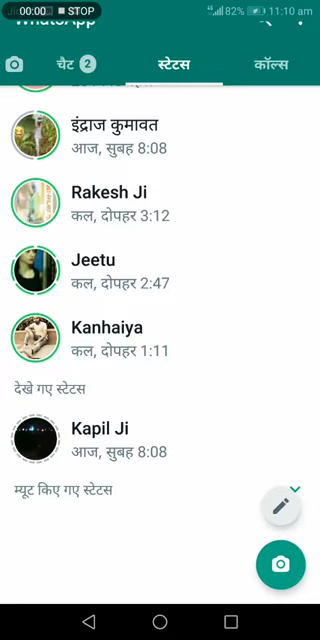 00:00 STOP 82% 11:10 am
WhatsApp
चैट 2 स्टेटस कॉल्स
इंद्राज कुमावत
आज, सुबह 8:08
Rakesh Ji
कल, दोपहर 3:12
Jeetu
कल, दोपहर 2:47
Kanhaiya
कल, दोपहर 1:11
देखे गए स्टेटस
Kapil Ji
आज, सुबह 8:08
म्यूट किए गए स्टेटस